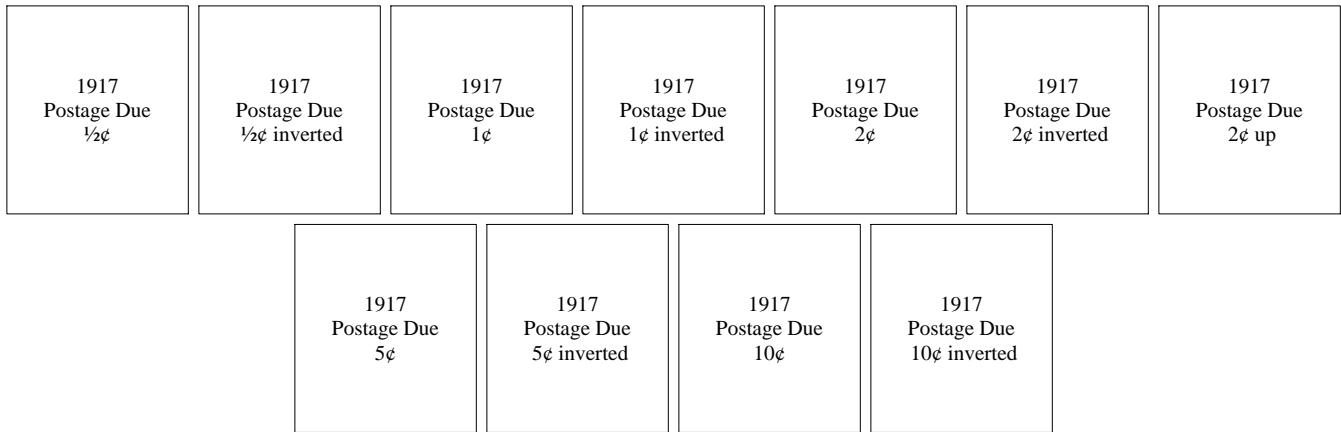 1917
Postage Due
½¢
1917
Postage Due
½¢ inverted
1917
Postage Due
1¢
1917
Postage Due
1¢ inverted
1917
Postage Due
2¢
1917
Postage Due
2¢ inverted
1917
Postage Due
2¢ up
1917
Postage Due
5¢
1917
Postage Due
5¢ inverted
1917
Postage Due
10¢
1917
Postage Due
10¢ inverted